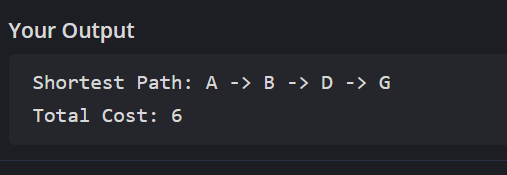 Your Output
Shortest Path: A -> B -> D -> G
Total Cost: 6